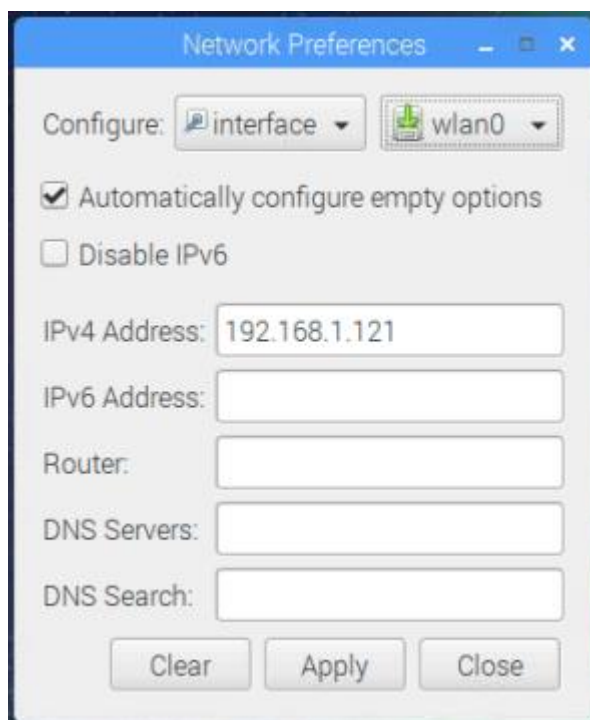 Network Preferences
Configure: interface wlan0
Automatically configure empty options
Disable IPv6
IPv4 Address: 192.168.1.121
IPv6 Address:
Router:
DNS Servers:
DNS Search:
Clear Apply Close